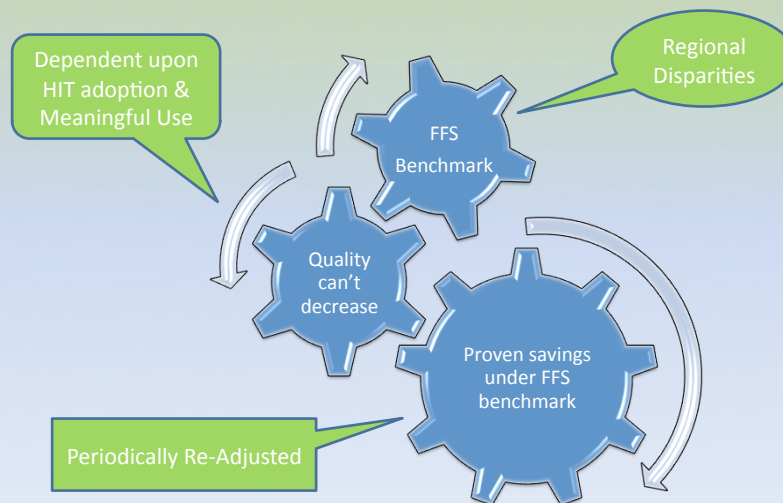 Dependent upon
HIT adoption &
Meaningful Use
Regional
Disparities
FFS
Benchmark
Quality
can't
decrease
Proven savings
under FFS
benchmark
Periodically Re-Adjusted